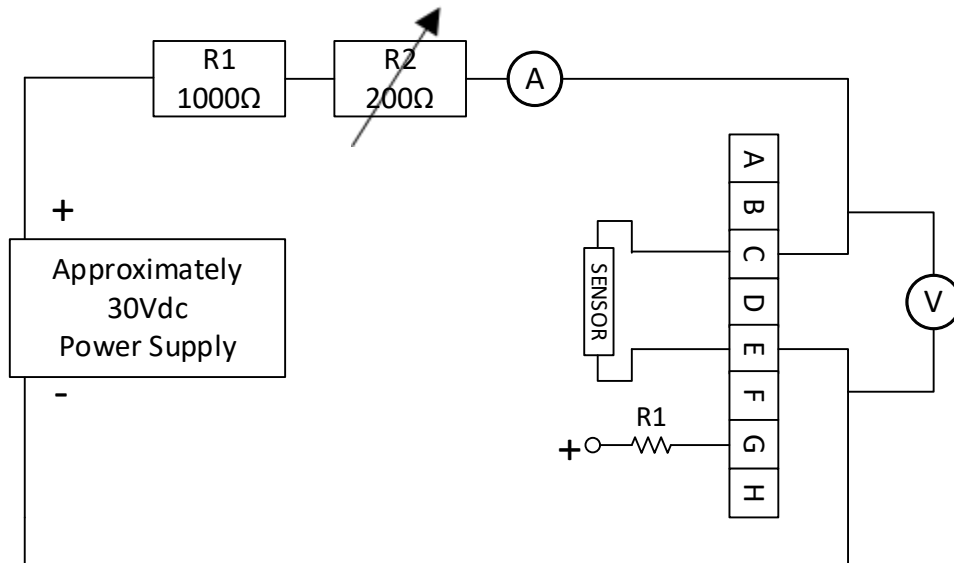 R1
1000Ω
R2
200Ω
A
+
Approximately
30Vdc
Power Supply
-
SENSOR
A
B
C
D
E
F
G
H
V
R1
+